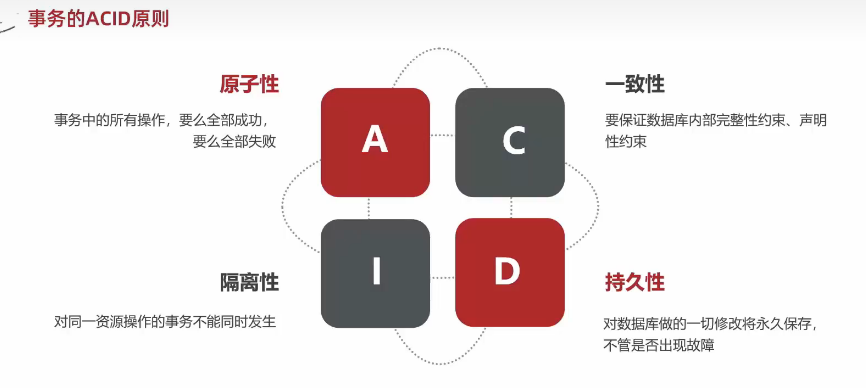 事务的ACID原则
原子性
事务中的所有操作，要么全部成功，
要么全部失败
A
C
一致性
要保证数据库内部完整性约束、声明
性约束
隔离性
对同一资源操作的事务不能同时发生
I
D
持久性
对数据库做的一切修改将永久保存，
不管是否出现故障